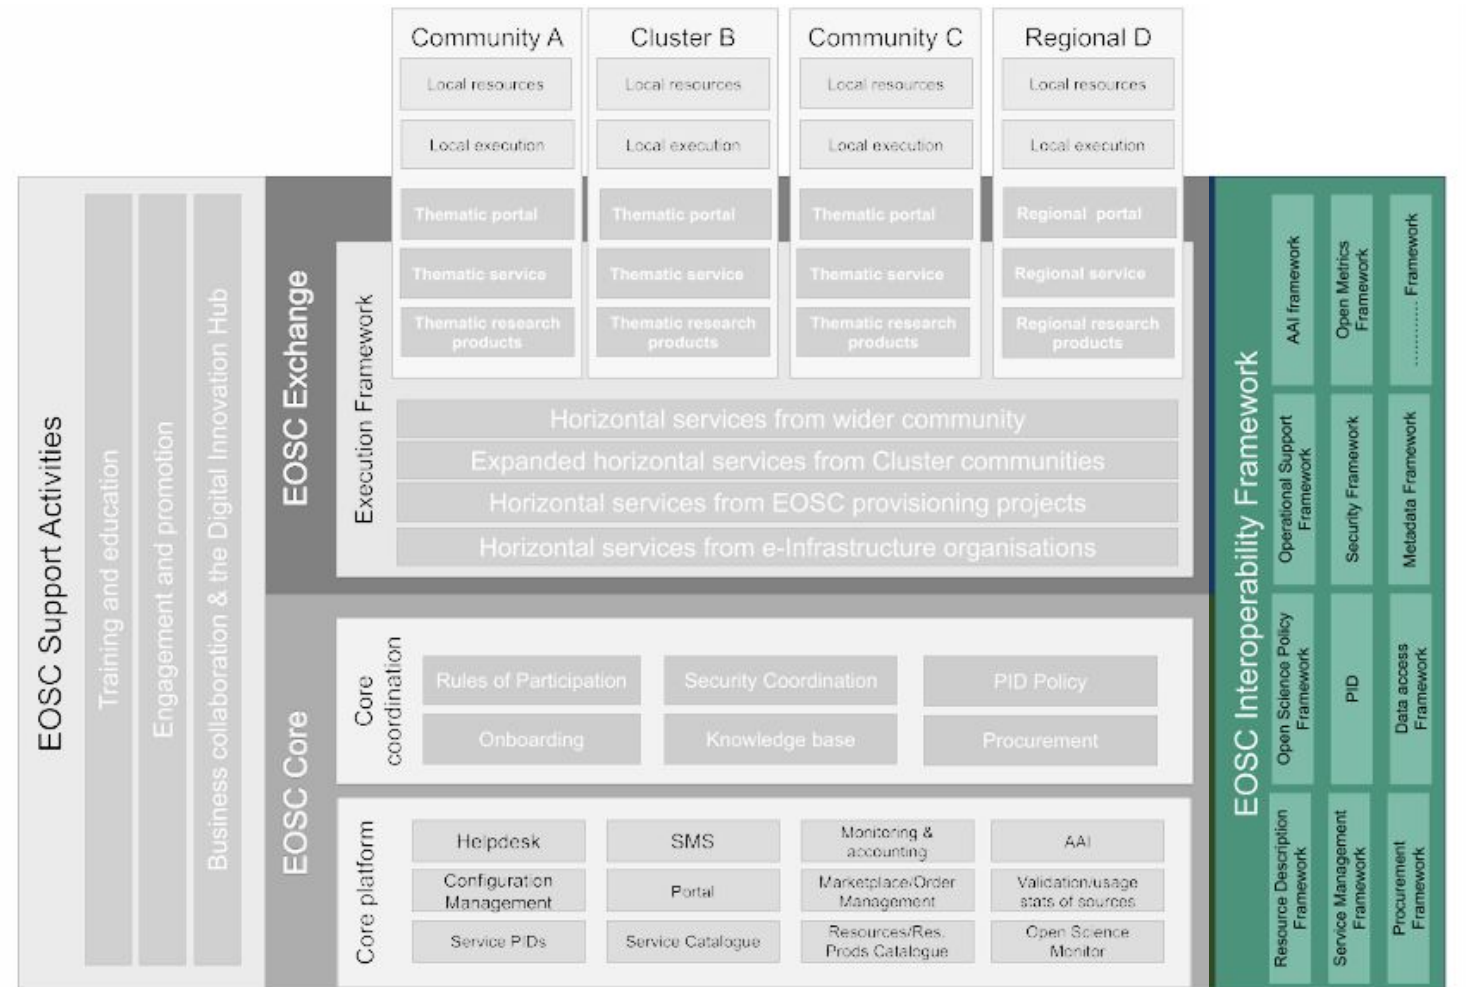 Community A
Local resources
Local execution
Thematic portal
Thematic service
Thematic research
products
Cluster B
Local resources
Local execution
Thematic portal
Thematic service
Thematic research
products
Community C
Local resources
Local execution
Thematic portal
Thematic service
Thematic research
products
Regional D
Local resources
Local execution
Regional portal
Regional service
Regional research
products
EOSC Support Activities
Training and education
Engagement and promotion
Business collaboration & the Digital Innovation Hub
EOSC Exchange
Execution Framework
Horizontal services from wider community
Expanded horizontal services from Cluster communities
Horizontal services from EOSC provisioning projects
Horizontal services from e-Infrastructure organisations
EOSC Core
Core
coordination
Rules of Participation
Security Coordination
PID Policy
Onboarding
Knowledge base
Procurement
Core platform
Helpdesk
SMS
Monitoring &
accounting
AAI
Configuration
Management
Portal
Marketplace/Order
Management
Validation/usage
stats of sources
Service PIDs
Service Catalogue
Resources/Res.
Prods Catalogue
Open Science
Monitor
EOSC Interoperability Framework
AAI framework
Open Metrics
Framework
............ Framework
Operational Support
Framework
Security Framework
Metadata Framework
Open Science Policy
Framework
PID
Data access
Framework
Resource Description
Framework
Service Management
Framework
Procurement
Framework